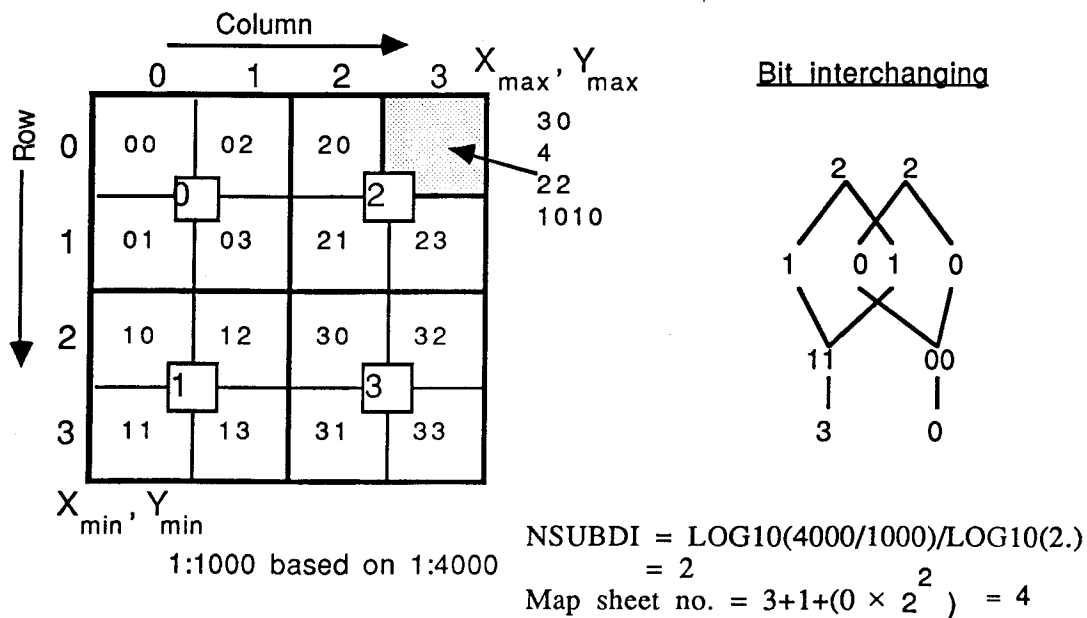 Column
0 1 2 3
X max, Y max
Row
0
00 02 20
30
4
22
1010
0 2
1
01 03 21 23
2
10 12 30 32
1 3
3
11 13 31 33
X min, Y min
1:1000 based on 1:4000
Bit interchanging
2 2
1 0 1 0
11 00
3 0
NSUBDI = LOG10(4000/1000)/LOG10(2.)
= 2
Map sheet no. = 3+1+(0 × 2²) = 4